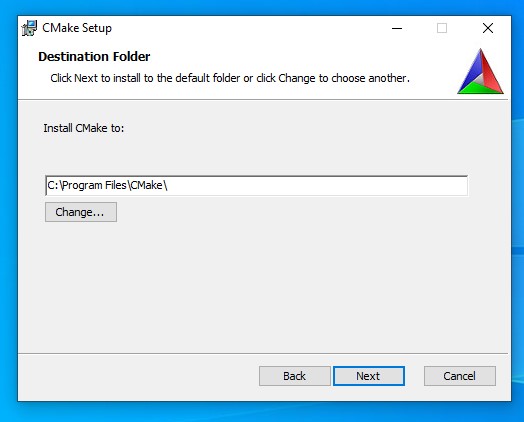 CMake Setup
Destination Folder
Click Next to install to the default folder or click Change to choose another.
Install CMake to:
C:\Program Files\CMake\
Change...
Back
Next
Cancel